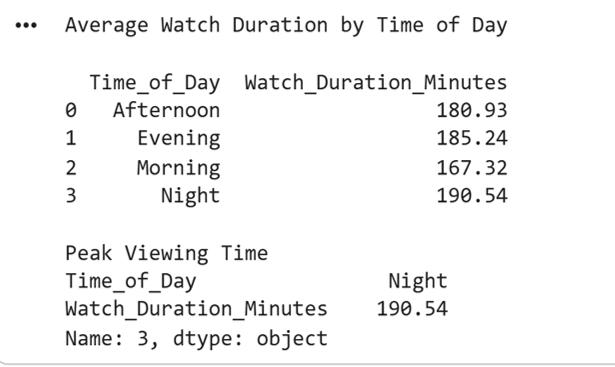 ••• Average Watch Duration by Time of Day
Time_of_Day Watch_Duration_Minutes
0 Afternoon 180.93
1 Evening 185.24
2 Morning 167.32
3 Night 190.54
Peak Viewing Time
Time_of_Day Night
Watch_Duration_Minutes 190.54
Name: 3, dtype: object